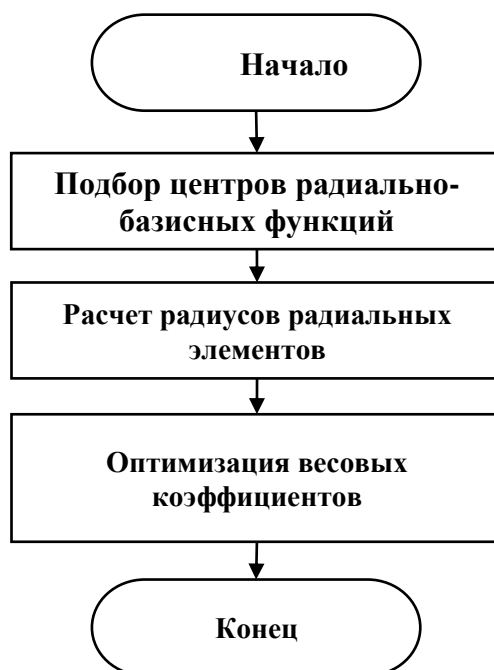 Начало
Подбор центров радиально-
базисных функций
Расчет радиусов радиальных
элементов
Оптимизация весовых
коэффициентов
Конец